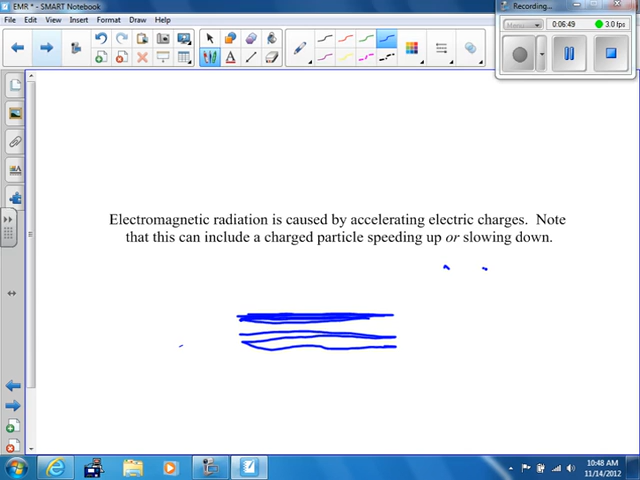 EMR * - SMART Notebook
Recording...
File Edit View Insert Format Draw Help
Menu
0:06:49
3.0 fps
A
Electromagnetic radiation is caused by accelerating electric charges. Note
that this can include a charged particle speeding up or slowing down.
10:48 AM
11/14/2012